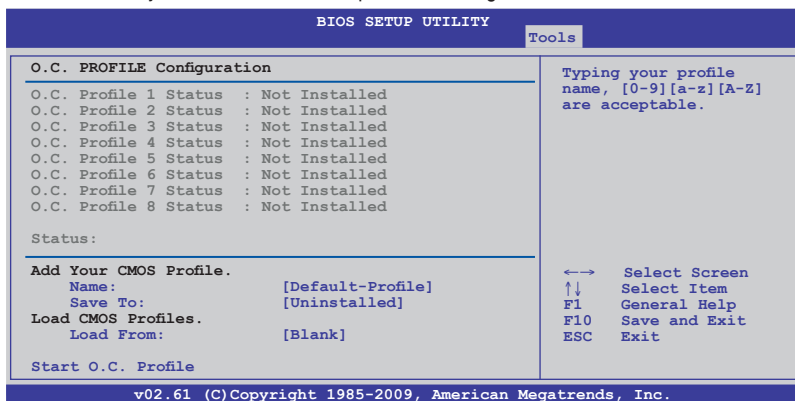 BIOS SETUP UTILITY
Tools
O.C. PROFILE Configuration
O.C. Profile 1 Status : Not Installed
O.C. Profile 2 Status : Not Installed
O.C. Profile 3 Status : Not Installed
O.C. Profile 4 Status : Not Installed
O.C. Profile 5 Status : Not Installed
O.C. Profile 6 Status : Not Installed
O.C. Profile 7 Status : Not Installed
O.C. Profile 8 Status : Not Installed
Status:
Add Your CMOS Profile.
Name: [Default-Profile]
Save To: [Uninstalled]
Load CMOS Profiles.
Load From: [Blank]
Start O.C. Profile
Typing your profile
name, [0-9][a-z][A-Z]
are acceptable.
←→ Select Screen
↑↓ Select Item
F1 General Help
F10 Save and Exit
ESC Exit
v02.61 (C)Copyright 1985-2009, American Megatrends, Inc.